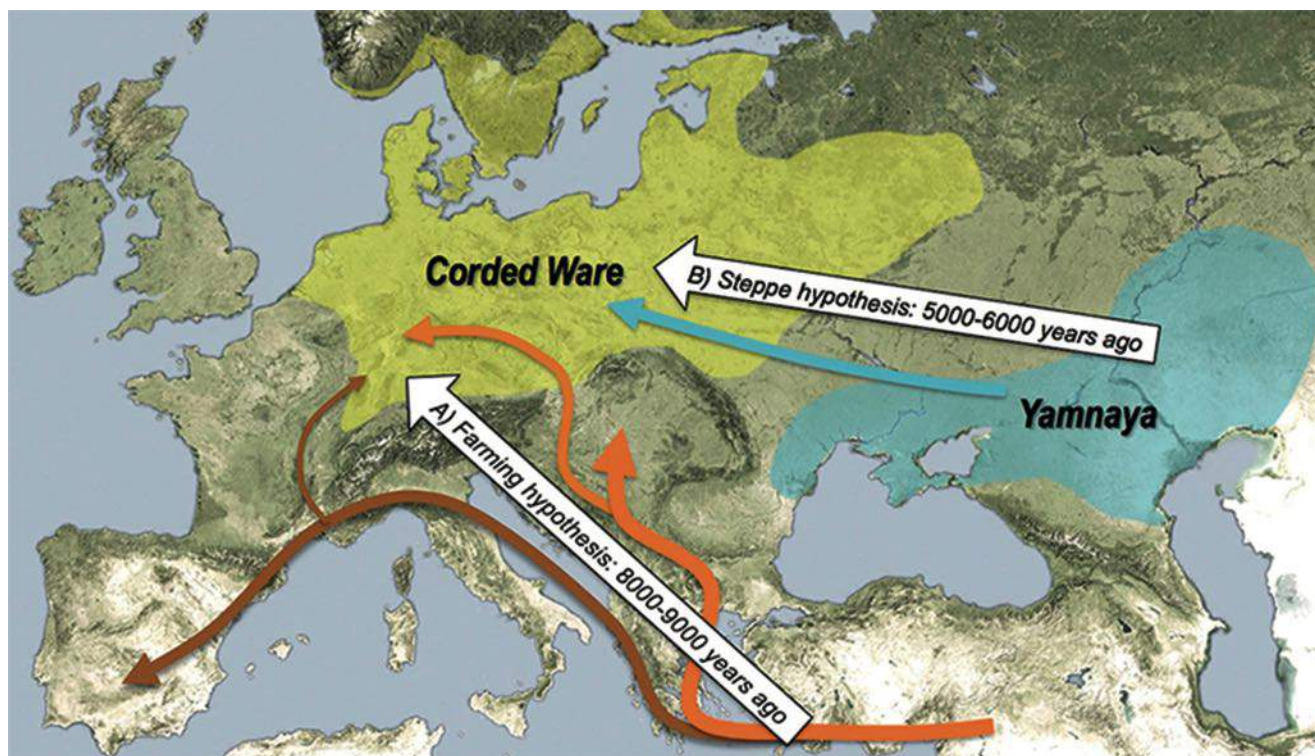 Corded Ware
B) Steppe hypothesis: 5000-6000 years ago
Yamnaya
A) Farming hypothesis: 8000-9000 years ago